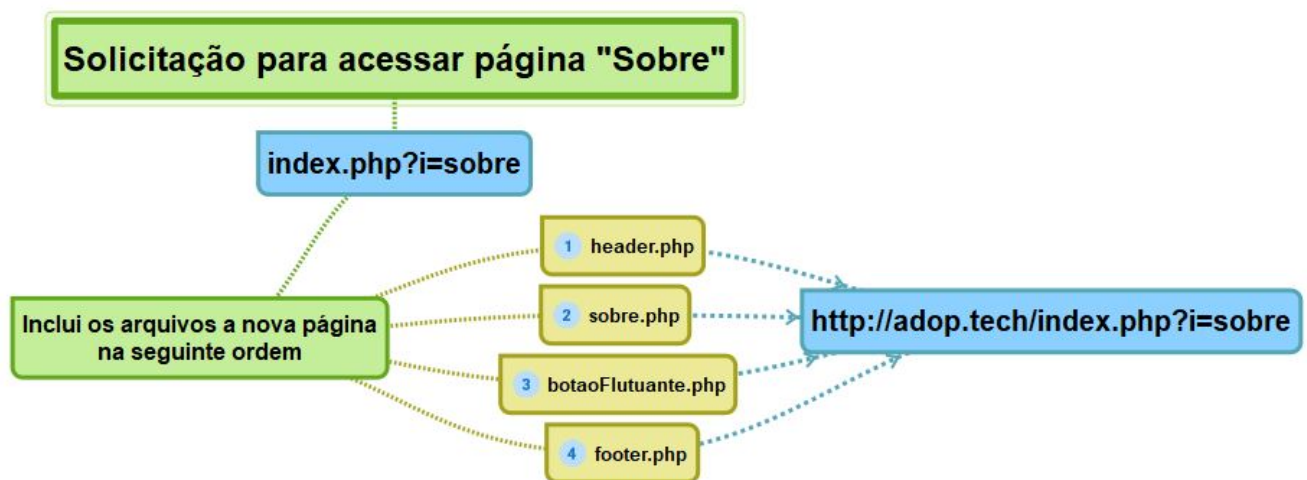 Solicitação para acessar página "Sobre"
index.php?i=sobre
Inclui os arquivos a nova página
na seguinte ordem
1 header.php
2 sobre.php
3 botaoFlutuante.php
4 footer.php
http://adop.tech/index.php?i=sobre